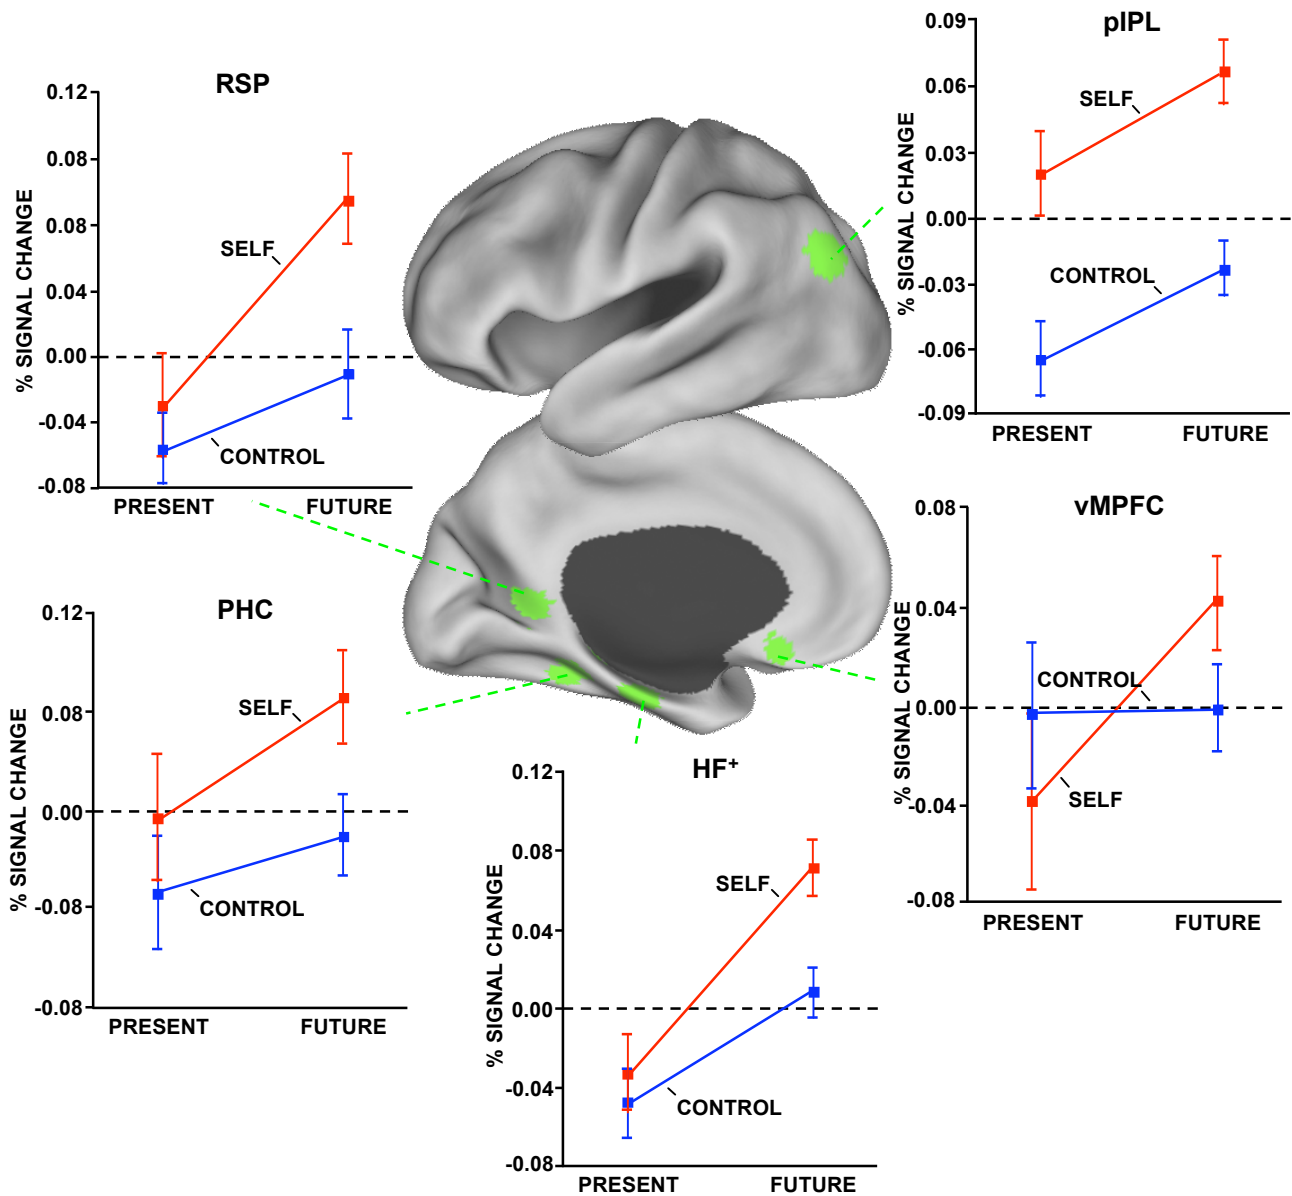 RSP
0.12
0.08
0.08
0.04
0.00
-0.04
-0.08
% SIGNAL CHANGE
SELF
CONTROL
PRESENT FUTURE
pIPL
0.09
0.06
0.03
0.00
-0.03
-0.06
-0.09
% SIGNAL CHANGE
SELF
CONTROL
PRESENT FUTURE
PHC
0.12
0.08
0.00
-0.08
-0.08
% SIGNAL CHANGE
SELF
CONTROL
PRESENT FUTURE
HF+
0.12
0.08
0.04
0.00
-0.04
-0.08
% SIGNAL CHANGE
SELF
CONTROL
PRESENT FUTURE
vMPFC
0.08
0.04
0.00
-0.04
-0.08
% SIGNAL CHANGE
CONTROL
SELF
PRESENT FUTURE